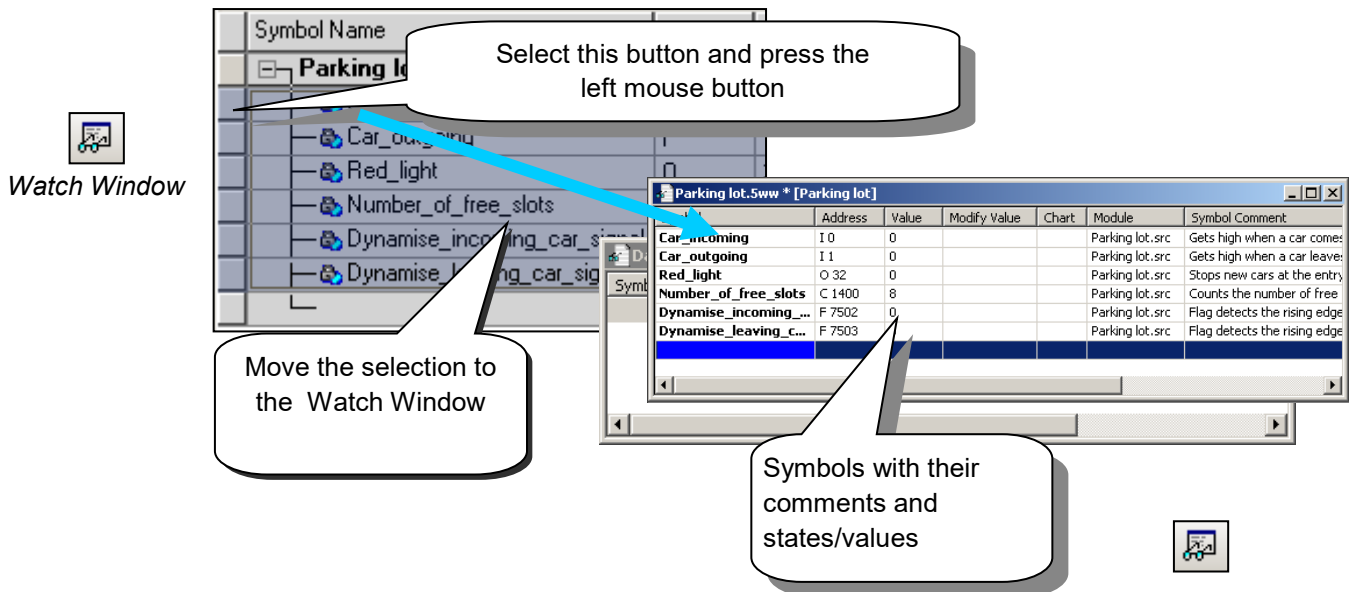 Symbol Name
Parking
Select this button and press the
left mouse button
Watch Window
Car_outgoing
Red_light
Number_of_free_slots
Dynamise_incoming_car_signal
Move the selection to
the Watch Window
Parking lot.5ww * [Parking lot]
Address Value Modify Value Chart Module Symbol Comment
Car_incoming I 0 0 Parking lot.src Gets high when a car comes
Car_outgoing I 1 0 Parking lot.src Gets high when a car leaves
Red_light O 32 0 Parking lot.src Stops new cars at the entry
Number_of_free_slots C 1400 8 Parking lot.src Counts the number of free
Dynamise_incoming_... F 7502 0 Parking lot.src Flag detects the rising edge
Dynamise_leaving_c... F 7503 Parking lot.src Flag detects the rising edge
Symbols with their
comments and
states/values